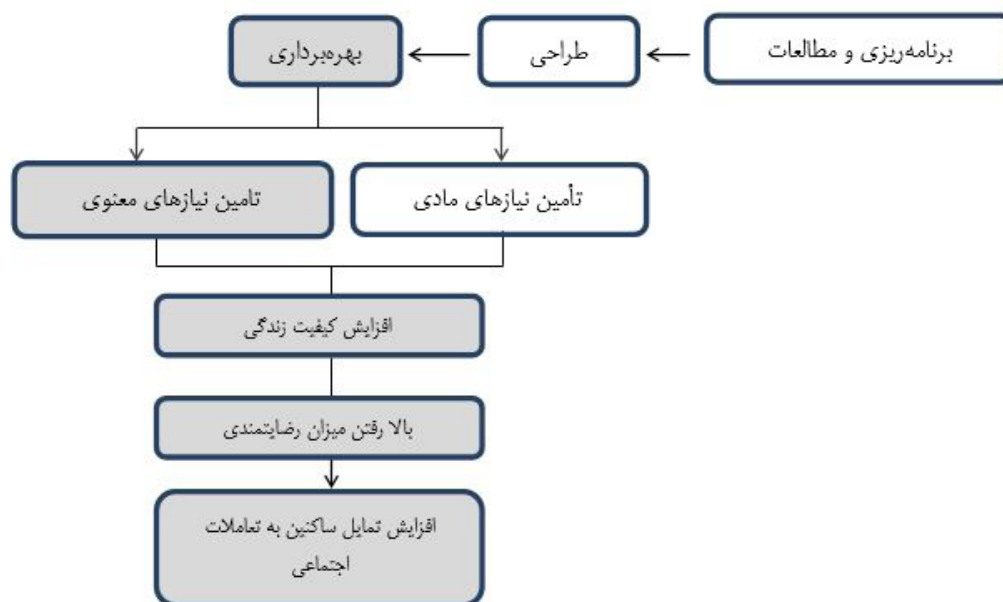 برنامه‌ریزی و مطالعات
طراحی
بهره‌برداری
تأمین نیازهای مادی
تامین نیازهای معنوی
افزایش کیفیت زندگی
بالا رفتن میزان رضایتمندی
افزایش تمایل ساکنین به تعاملات
اجتماعی